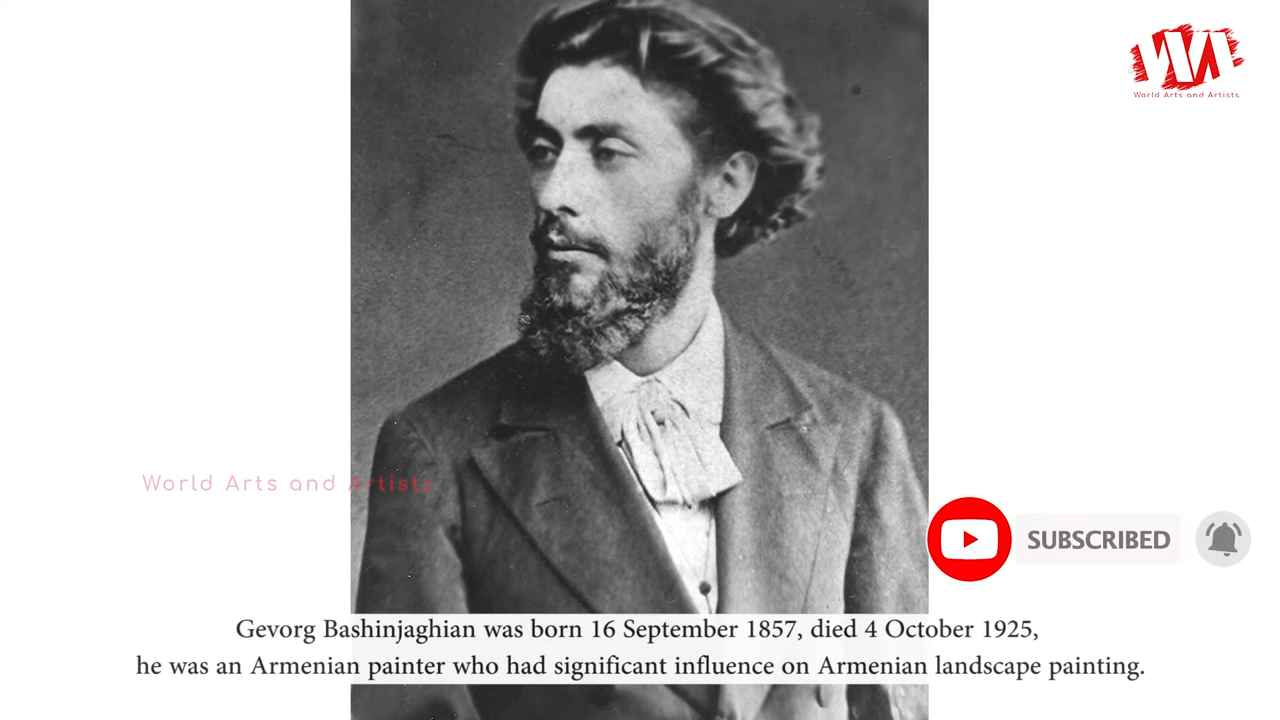 World Arts and Artists
World Arts and Artists
SUBSCRIBED
Gevorg Bashinjaghian was born 16 September 1857, died 4 October 1925,
he was an Armenian painter who had significant influence on Armenian landscape painting.